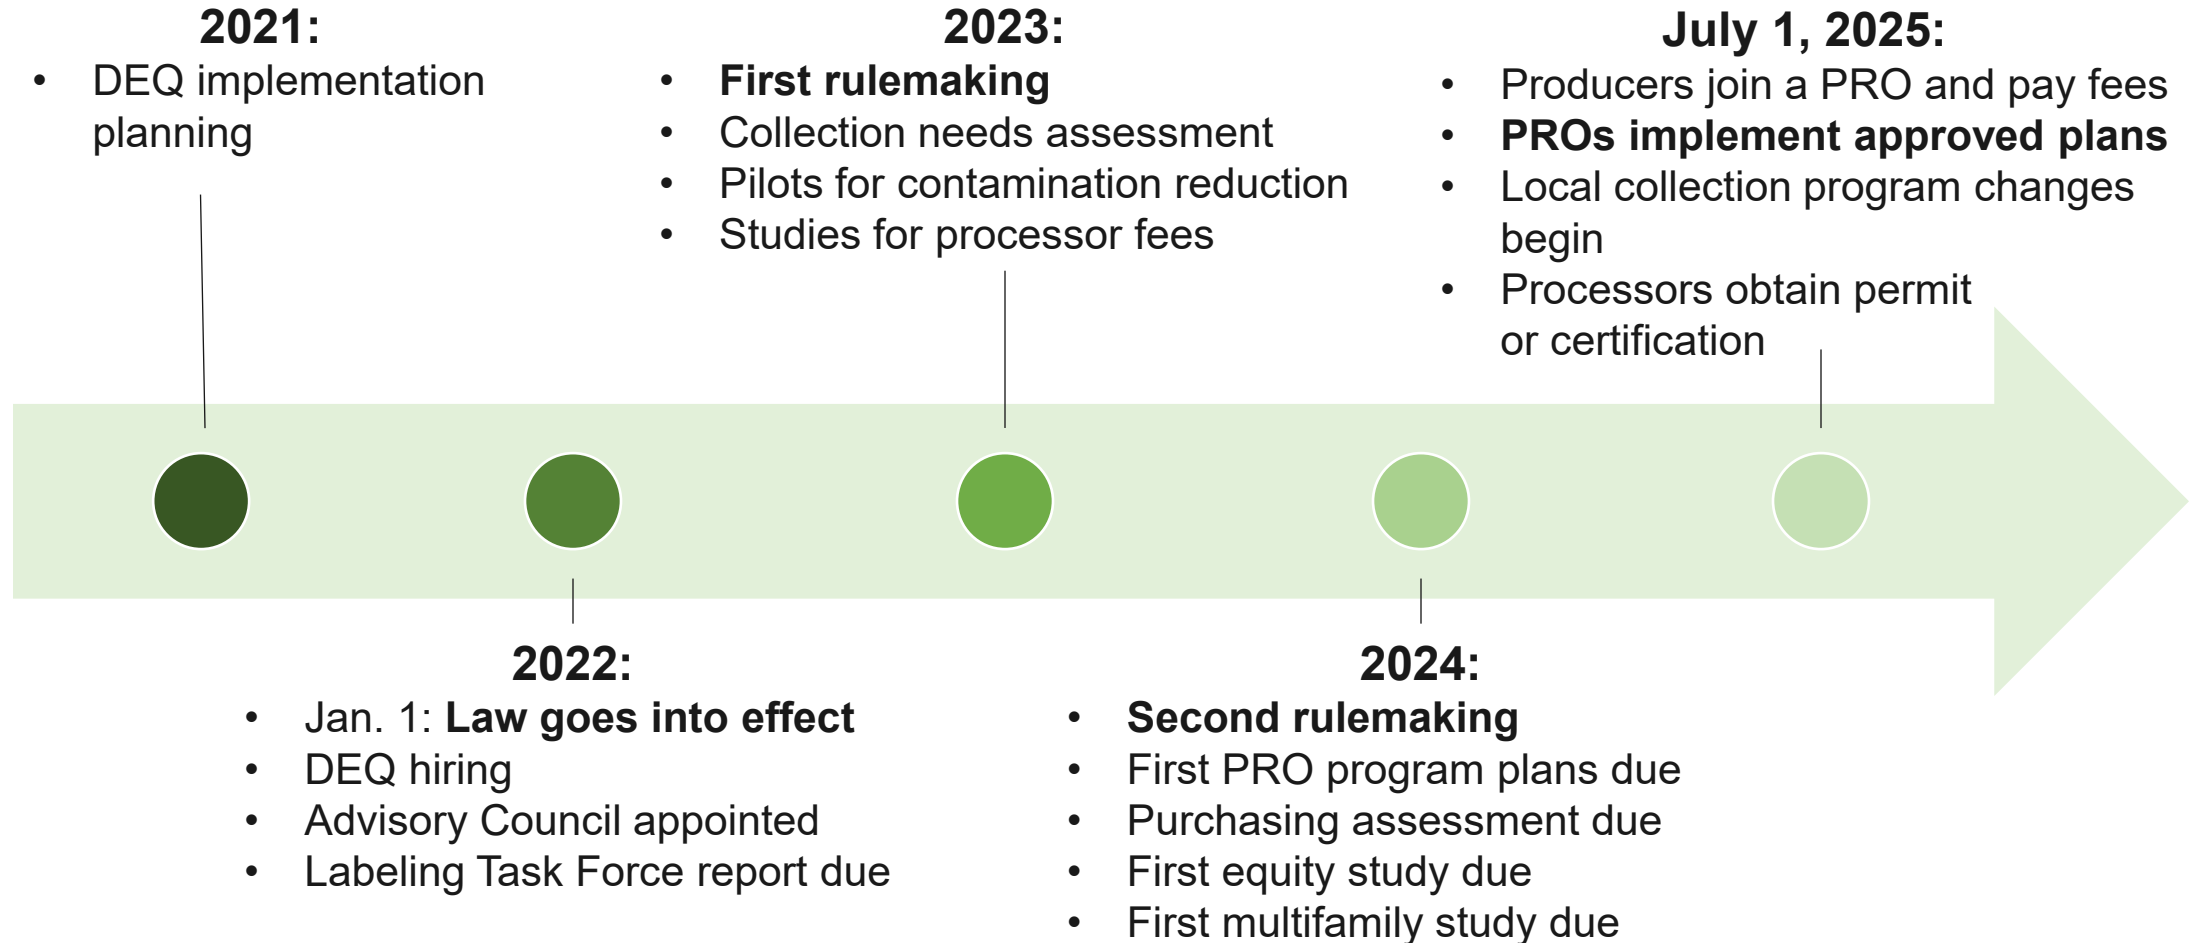 2021:
• DEQ implementation
planning
2023:
• First rulemaking
• Collection needs assessment
• Pilots for contamination reduction
• Studies for processor fees
July 1, 2025:
• Producers join a PRO and pay fees
• PROs implement approved plans
• Local collection program changes
begin
• Processors obtain permit
or certification
2022:
• Jan. 1: Law goes into effect
• DEQ hiring
• Advisory Council appointed
• Labeling Task Force report due
2024:
• Second rulemaking
• First PRO program plans due
• Purchasing assessment due
• First equity study due
• First multifamily study due